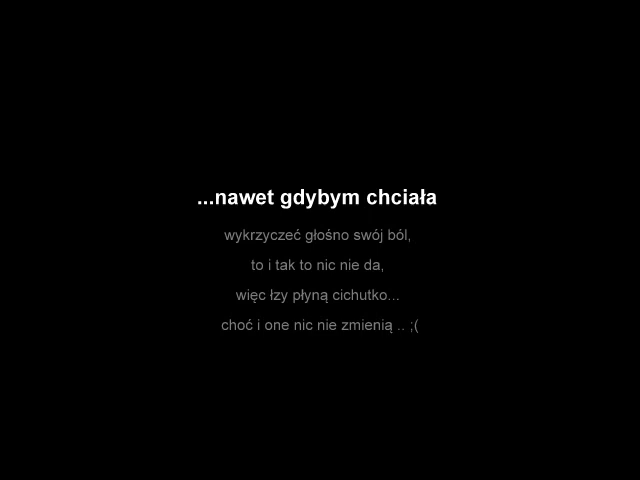 ...nawet gdybym chciała
wykrzyczeć głośno swój ból,
to i tak to nic nie da,
więc łzy płyną cichutko...
choć i one nic nie zmienią .. ;(